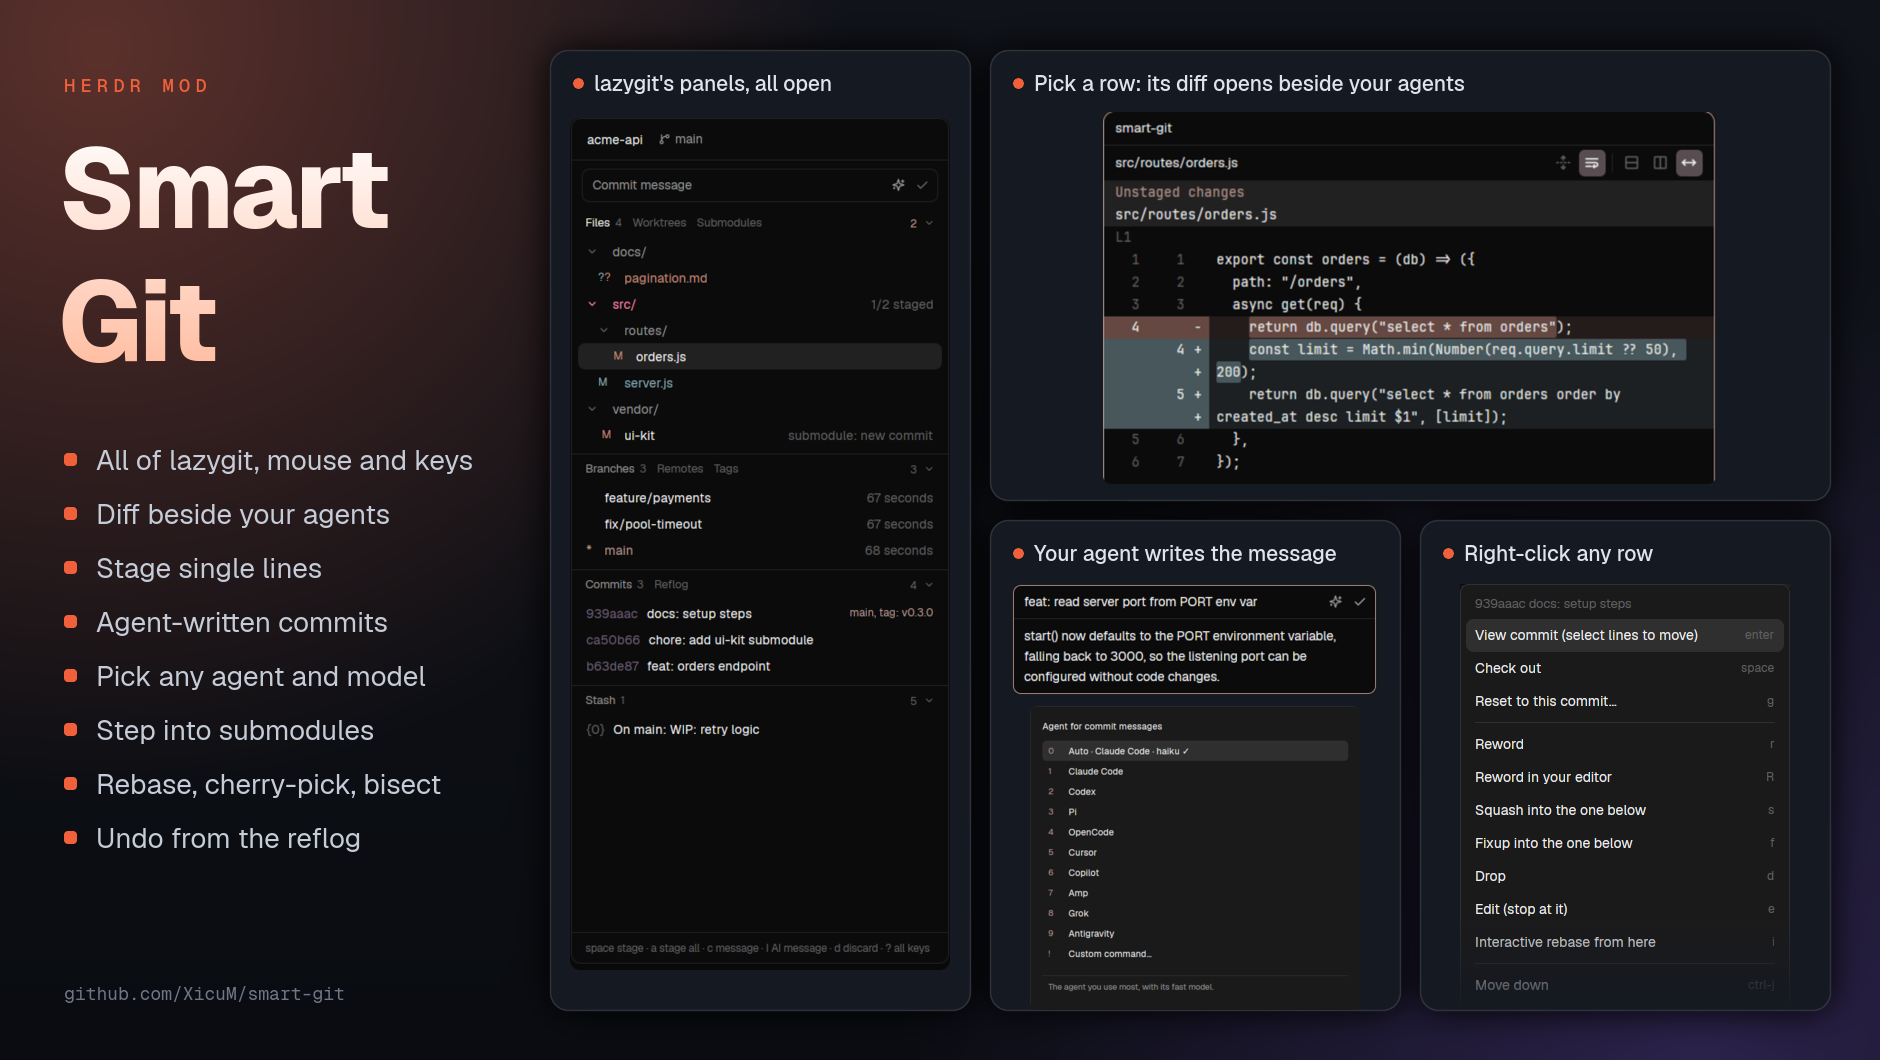 HERDR MOD
Smart
Git
All of lazygit, mouse and keys
Diff beside your agents
Stage single lines
Agent-written commits
Pick any agent and model
Step into submodules
Rebase, cherry-pick, bisect
Undo from the reflog
github.com/XicuM/smart-git
lazygit's panels, all open
acme-api main
Commit message
Files 4 Worktrees Submodules 2
docs/
?? pagination.md
src/ 1/2 staged
routes/
M orders.js
M server.js
vendor/
M ui-kit submodule: new commit
Branches 3 Remotes Tags 3
feature/payments 67 seconds
fix/pool-timeout 67 seconds
* main 68 seconds
Commits 3 Reflog 4
939aaac docs: setup steps main, tag: v0.3.0
ca50b66 chore: add ui-kit submodule
b63de87 feat: orders endpoint
Stash 1 5
{0} On main: WIP: retry logic
space stage · a stage all · c message · I AI message · d discard · ? all keys
Pick a row: its diff opens beside your agents
smart-git
src/routes/orders.js
Unstaged changes
src/routes/orders.js
L1
1 1 export const orders = (db) => ({
2 2 path: "/orders",
3 3 async get(req) {
4 - return db.query("select * from orders");
4 + const limit = Math.min(Number(req.query.limit ?? 50),
+ 200);
5 + return db.query("select * from orders order by
+ created_at desc limit $1", [limit]);
5 6 },
6 7 });
Your agent writes the message
feat: read server port from PORT env var
start() now defaults to the PORT environment variable,
falling back to 3000, so the listening port can be
configured without code changes.
Agent for commit messages
0 Auto · Claude Code · haiku ✓
1 Claude Code
2 Codex
3 Pi
4 OpenCode
5 Cursor
6 Copilot
7 Amp
8 Grok
9 Antigravity
! Custom command...
The agent you use most, with its fast model.
Right-click any row
939aaac docs: setup steps
View commit (select lines to move) enter
Check out space
Reset to this commit... g
Reword r
Reword in your editor R
Squash into the one below s
Fixup into the one below f
Drop d
Edit (stop at it) e
Interactive rebase from here i
Move down ctrl-j